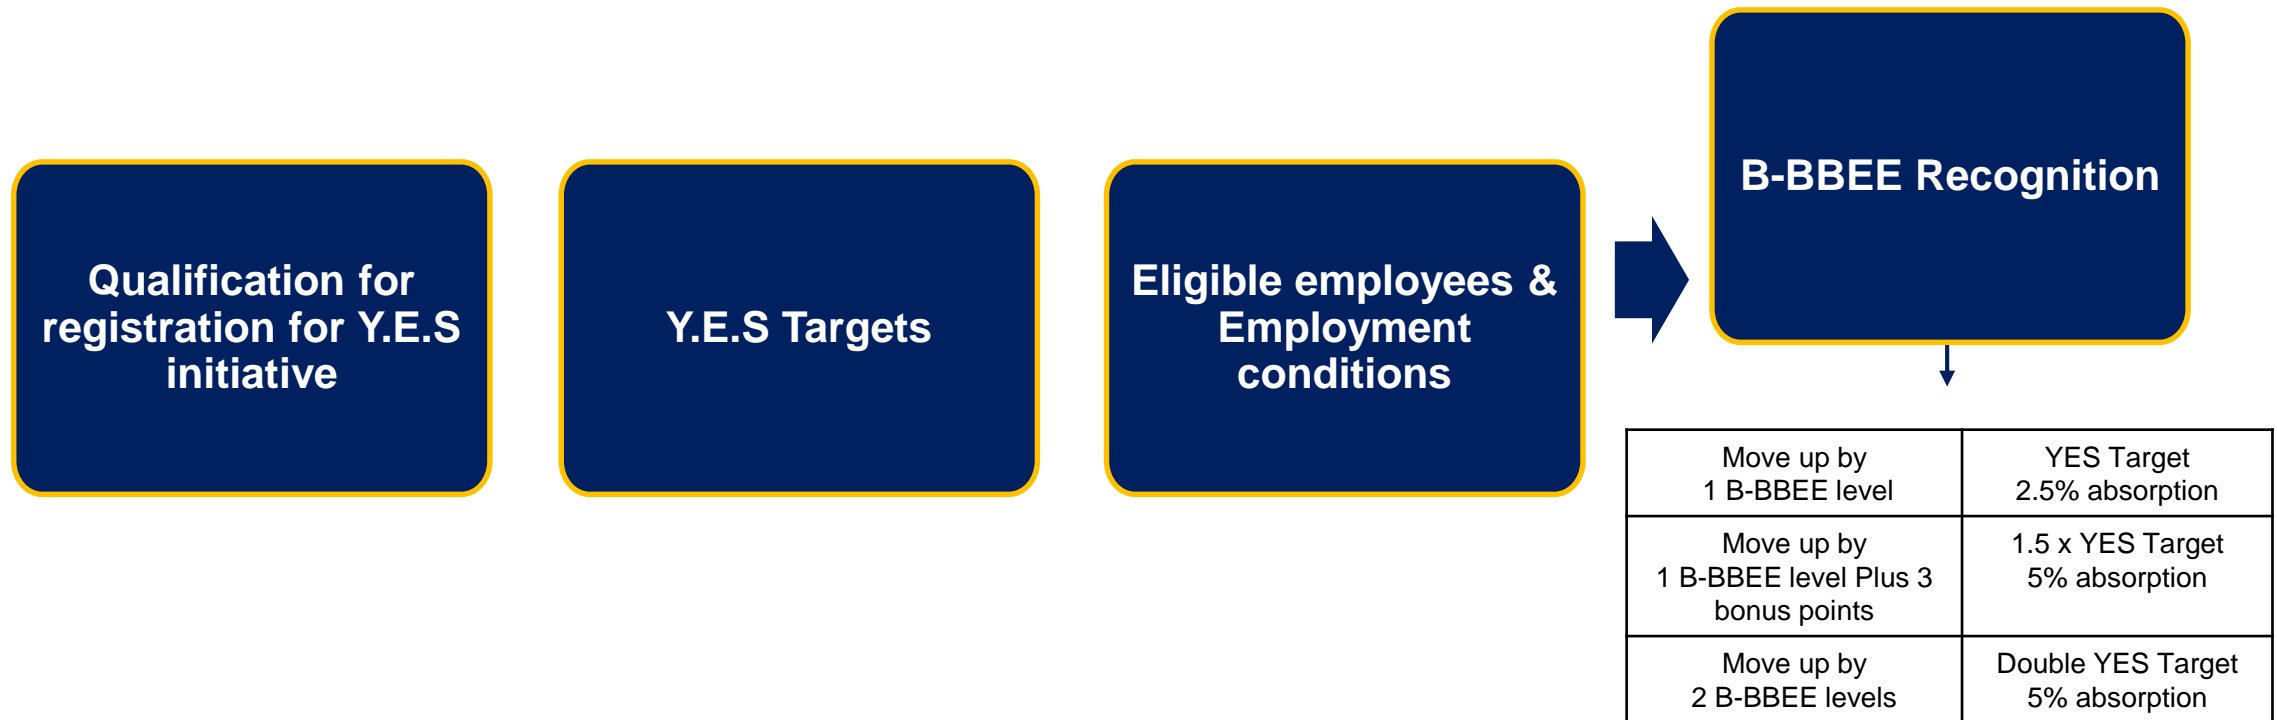 Qualification for
registration for Y.E.S
initiative
Y.E.S Targets
Eligible employees &
Employment
conditions
B-BBEE Recognition
Move up by
1 B-BBEE level
YES Target
2.5% absorption
Move up by
1 B-BBEE level Plus 3
bonus points
1.5 x YES Target
5% absorption
Move up by
2 B-BBEE levels
Double YES Target
5% absorption